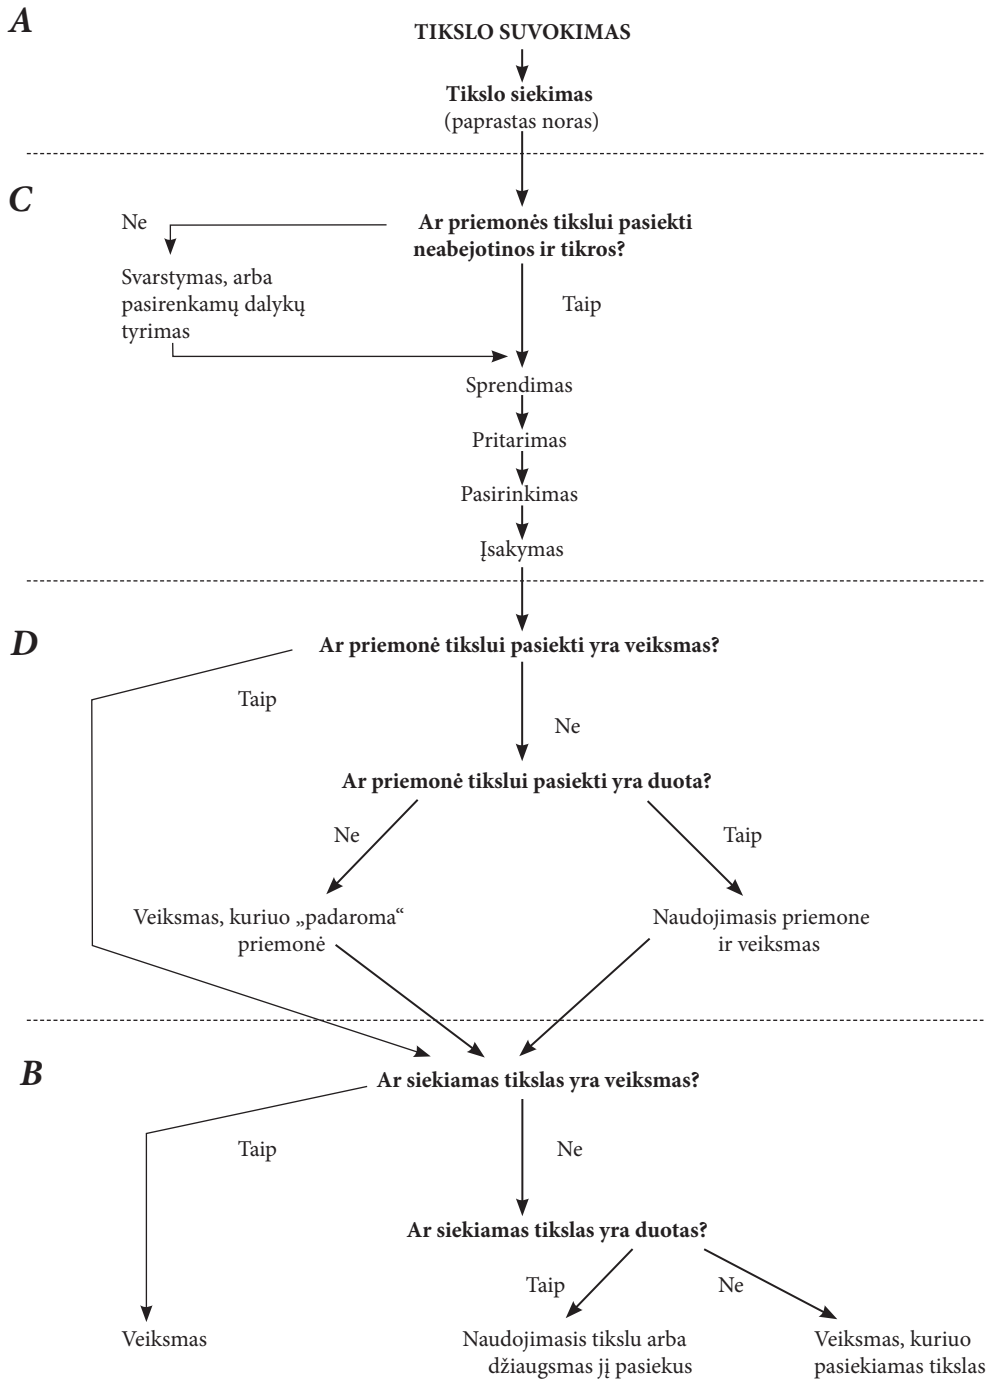 A
TIKSLO SUVOKIMAS
Tikslo siekimas
(paprastas noras)
C
Ne
Ar priemonės tikslui pasiekti
neabejotinos ir tikros?
Svarstymas, arba
pasirenkamų dalykų
tyrimas
Taip
Sprendimas
Pritarimas
Pasirinkimas
Įsakymas
D
Ar priemonė tikslui pasiekti yra veiksmas?
Taip
Ne
Ar priemonė tikslui pasiekti yra duota?
Ne
Taip
Veiksmas, kuriuo „padaroma“
priemonė
Naudojimasis priemone
ir veiksmas
B
Ar siekiamas tikslas yra veiksmas?
Taip
Ne
Ar siekiamas tikslas yra duotas?
Taip
Ne
Veiksmas
Naudojimasis tikslu arba
džiaugsmas jį pasiekus
Veiksmas, kuriuo
pasiekiamas tikslas